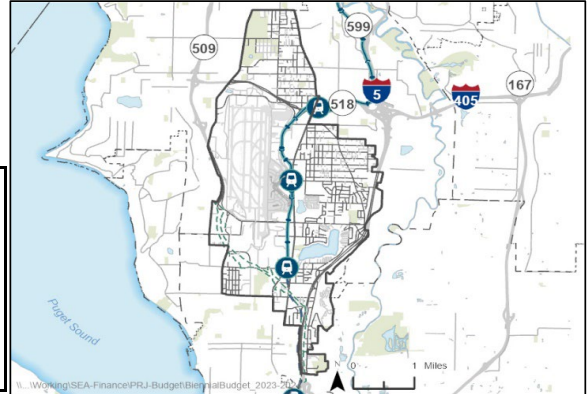 509
599
5
518
405
167
Puget Sound
N
0 1 Miles
\\...\Working\SEA-Finance\PRJ-Budget\BiennialBudget_2023-20